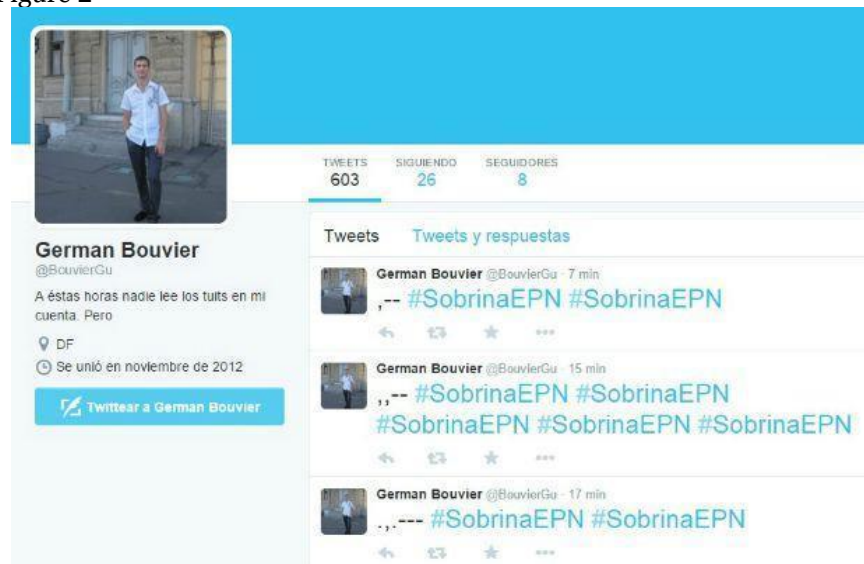 Figure 2
TWEETS SIGUIENDO SEGUIDORES
603 26 8
German Bouvier
@BouvierGu
A éstas horas nadie lee los tuits en mi
cuenta. Pero
DF
Se unió en noviembre de 2012
Twittear a German Bouvier
Tweets Tweets y respuestas
German Bouvier @BouvierGu · 7 min
,-- #SobrinaEPN #SobrinaEPN
German Bouvier @BouvierGu · 15 min
,,-- #SobrinaEPN #SobrinaEPN
#SobrinaEPN #SobrinaEPN #SobrinaEPN
German Bouvier @BouvierGu · 17 min
.,.--- #SobrinaEPN #SobrinaEPN